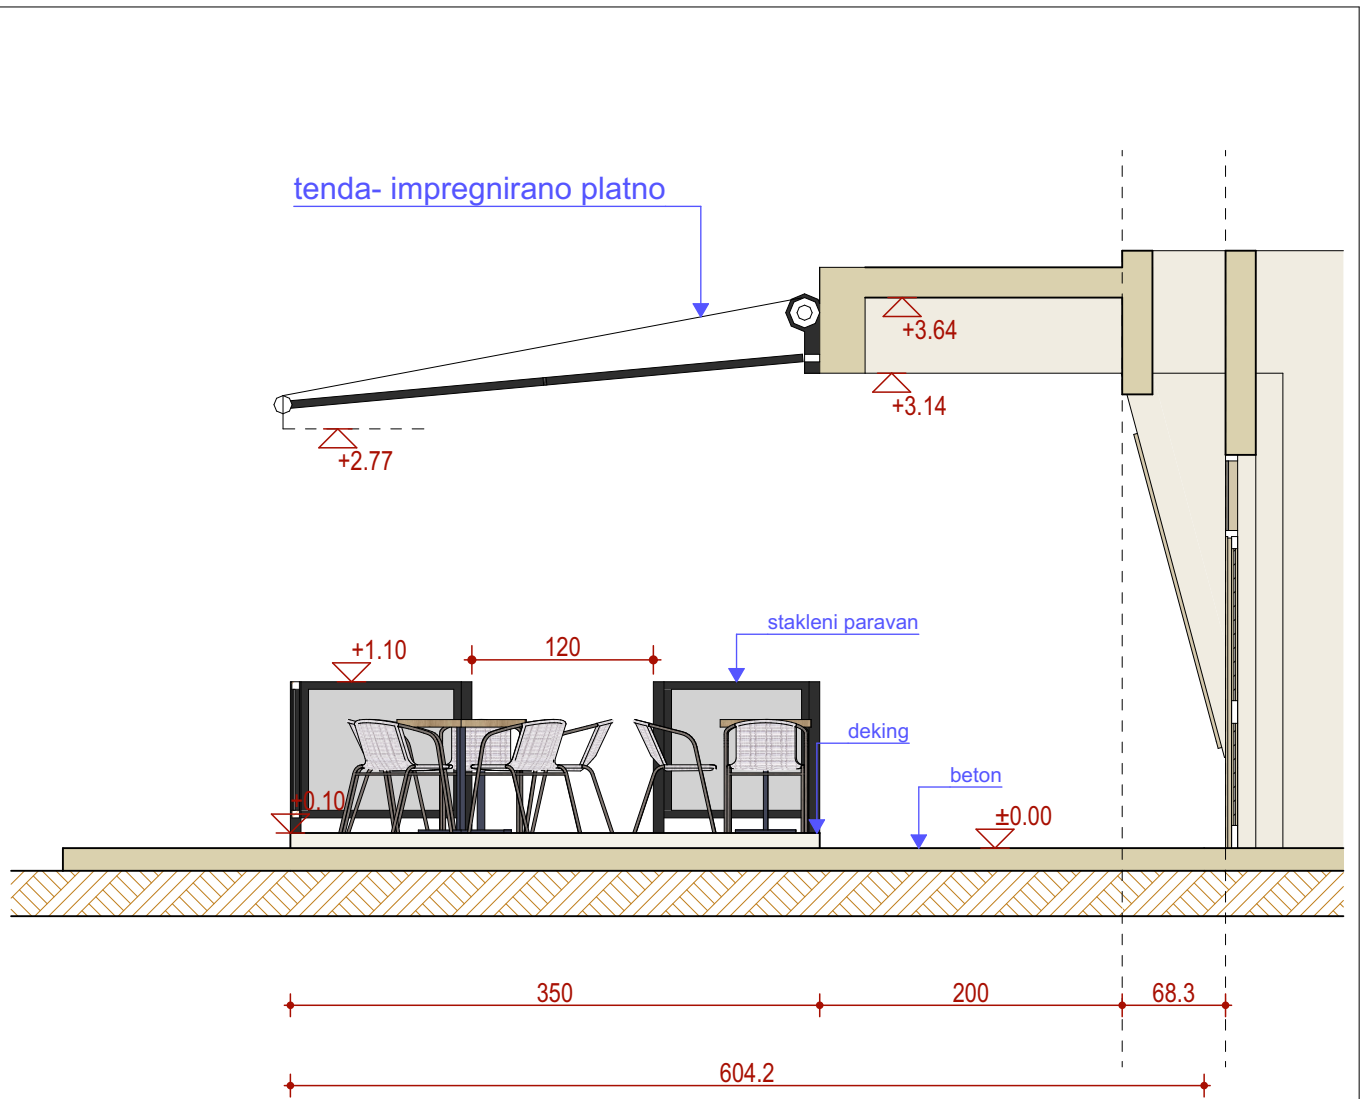 tenda- impregnirano platno
+3.64
+3.14
+2.77
stakleni paravan
+1.10
120
deking
beton
+0.10
±0.00
350
200
68.3
604.2